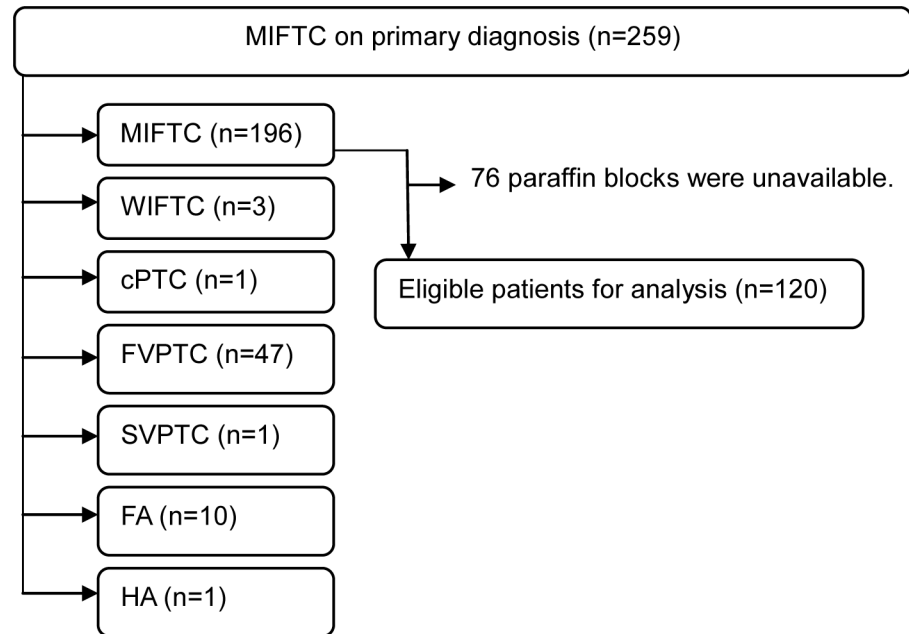 MIFTC on primary diagnosis (n=259)
MIFTC (n=196)
76 paraffin blocks were unavailable.
WIFTC (n=3)
cPTC (n=1)
Eligible patients for analysis (n=120)
FVPTC (n=47)
SVPTC (n=1)
FA (n=10)
HA (n=1)